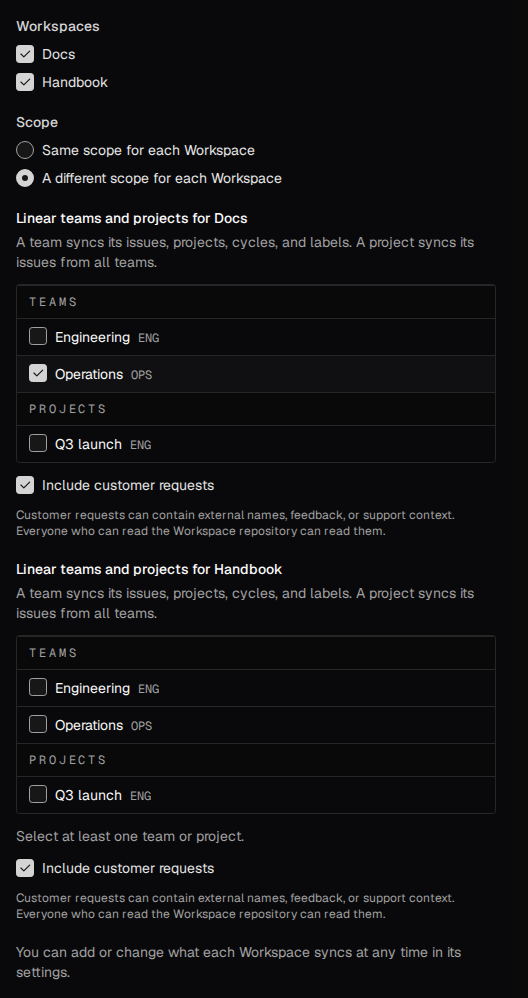 Workspaces
Docs
Handbook
Scope
Same scope for each Workspace
A different scope for each Workspace
Linear teams and projects for Docs
A team syncs its issues, projects, cycles, and labels. A project syncs its
issues from all teams.
TEAMS
Engineering ENG
Operations OPS
PROJECTS
Q3 launch ENG
Include customer requests
Customer requests can contain external names, feedback, or support context.
Everyone who can read the Workspace repository can read them.
Linear teams and projects for Handbook
A team syncs its issues, projects, cycles, and labels. A project syncs its
issues from all teams.
TEAMS
Engineering ENG
Operations OPS
PROJECTS
Q3 launch ENG
Select at least one team or project.
Include customer requests
Customer requests can contain external names, feedback, or support context.
Everyone who can read the Workspace repository can read them.
You can add or change what each Workspace syncs at any time in its
settings.